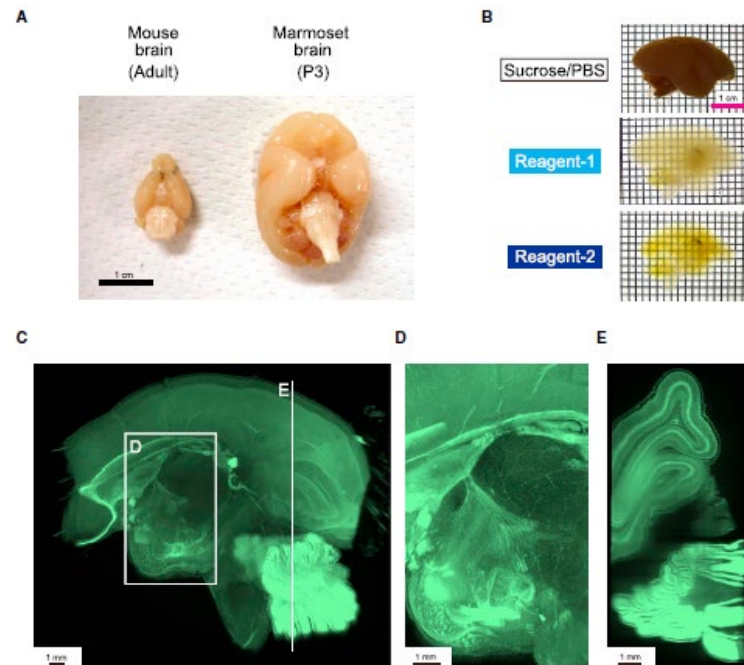 A
Mouse
brain
(Adult)
Marmoset
brain
(P3)
1 cm
B
Sucrose/PBS
1 cm
Reagent-1
Reagent-2
C
E
D
1 mm
D
1 mm
E
1 mm